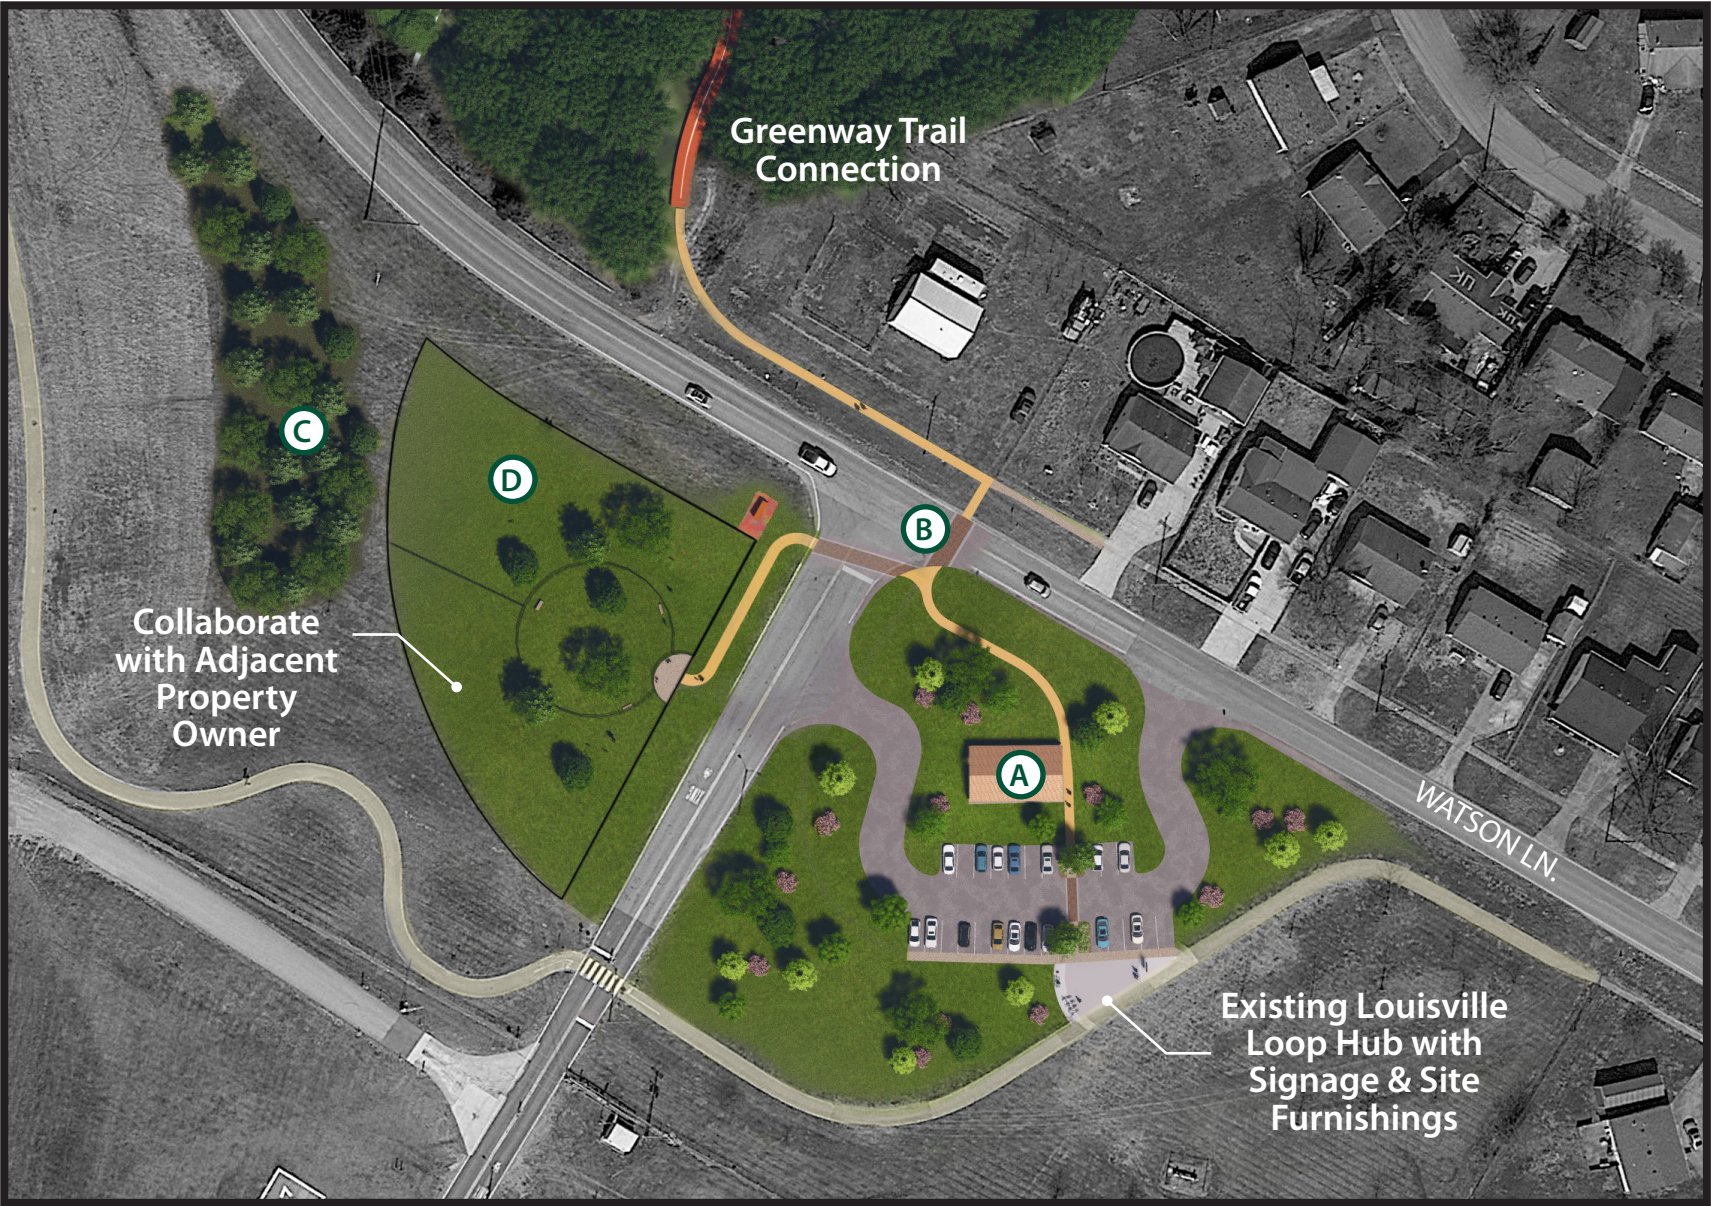 Greenway Trail
Connection
C
D
B
Collaborate
with Adjacent
Property
Owner
A
WATSON LN.
Existing Louisville
Loop Hub with
Signage & Site
Furnishings